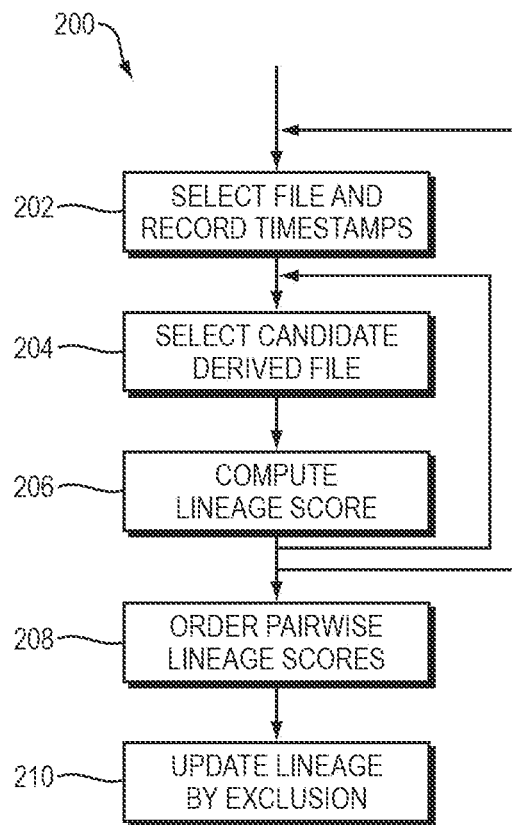 200
202
SELECT FILE AND
RECORD TIMESTAMPS
204
SELECT CANDIDATE
DERIVED FILE
206
COMPUTE
LINEAGE SCORE
208
ORDER PAIRWISE
LINEAGE SCORES
210
UPDATE LINEAGE
BY EXCLUSION